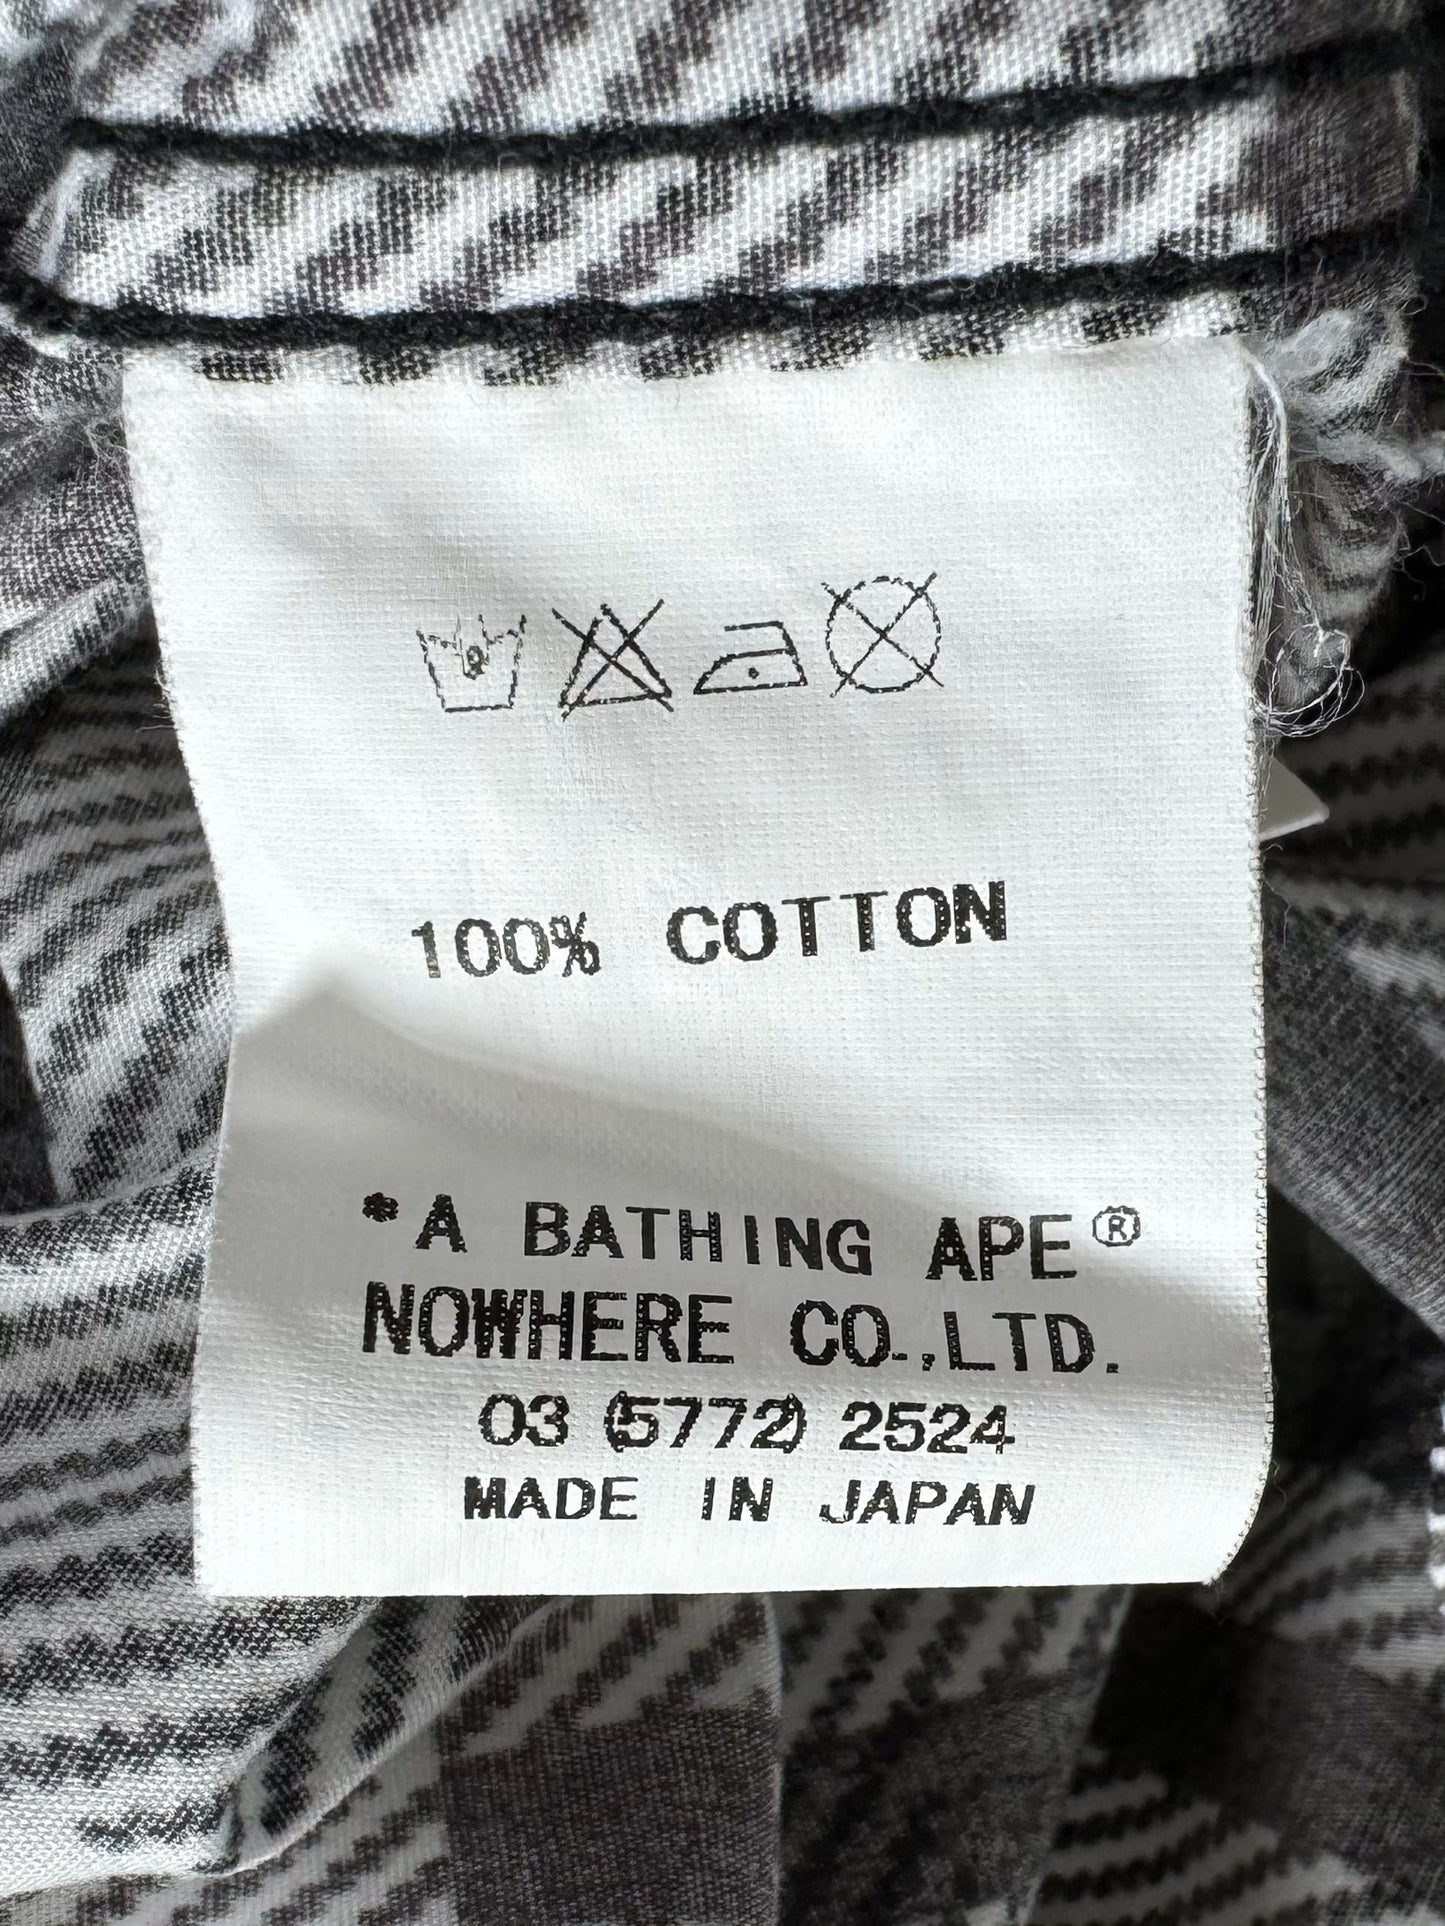 100% COTTON
*A BATHING APE®
NOWHERE CO.,LTD.
03 (5772) 2524
MADE IN JAPAN